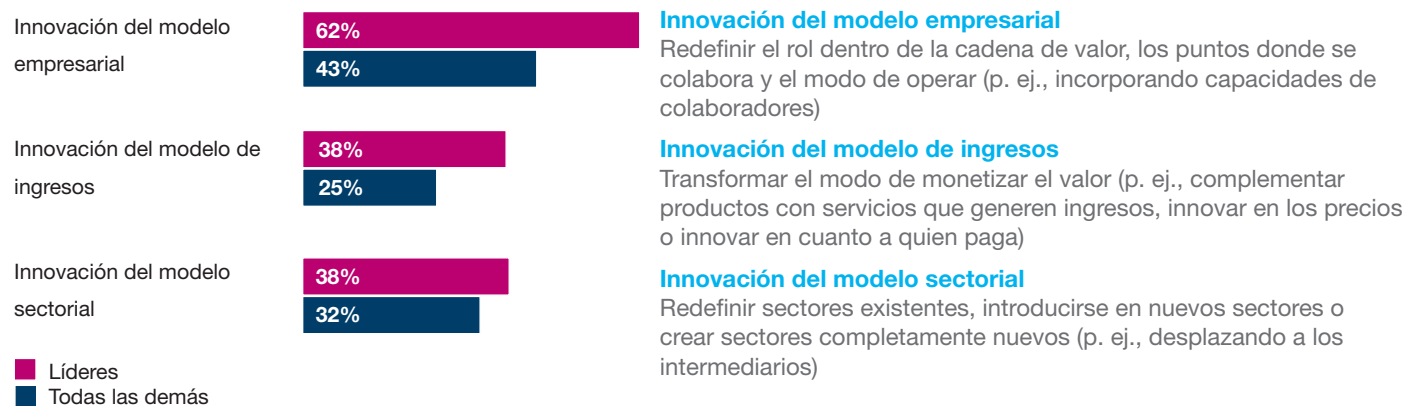 Innovación del modelo
empresarial
62%
43%
Innovación del modelo empresarial
Redefinir el rol dentro de la cadena de valor, los puntos donde se
colabora y el modo de operar (p. ej., incorporando capacidades de
colaboradores)
Innovación del modelo de
ingresos
38%
25%
Innovación del modelo de ingresos
Transformar el modo de monetizar el valor (p. ej., complementar
productos con servicios que generen ingresos, innovar en los precios
o innovar en cuanto a quien paga)
Innovación del modelo
sectorial
38%
32%
Innovación del modelo sectorial
Redefinir sectores existentes, introducirse en nuevos sectores o
crear sectores completamente nuevos (p. ej., desplazando a los
intermediarios)
Líderes
Todas las demás